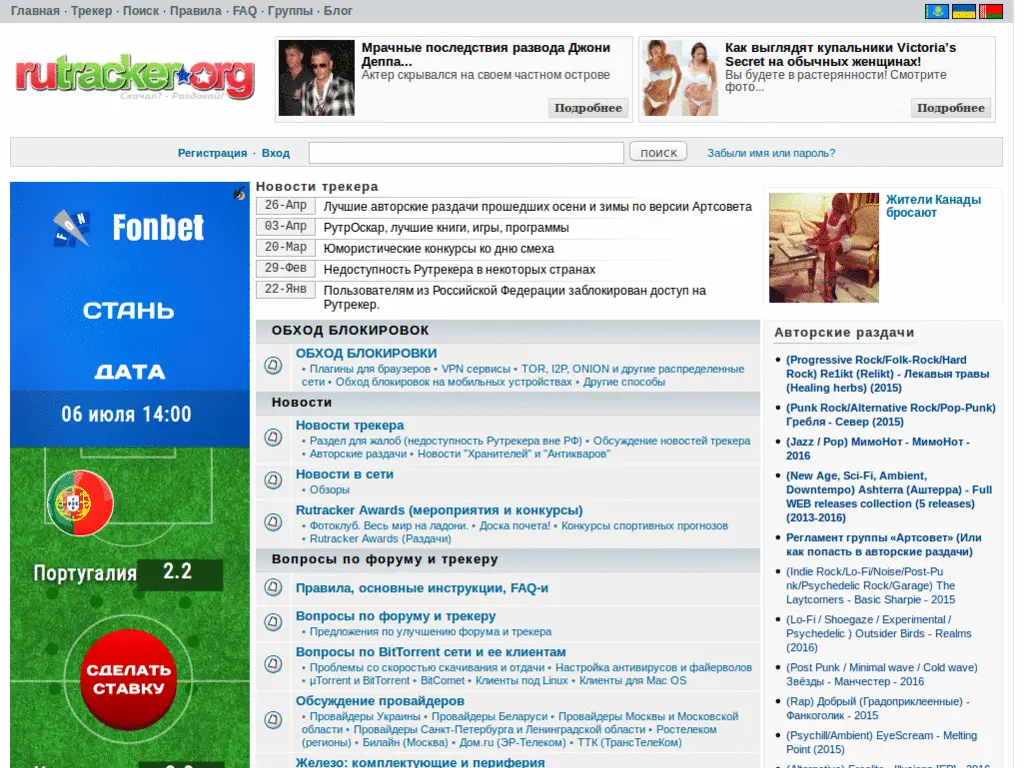 Главная · Трекер · Поиск · Правила · FAQ · Группы · Блог
rutracker.org
Скачал? - Раздавай!
Мрачные последствия развода Джони
Деппа...
Актер скрывался на своем частном острове
Подробнее
Как выглядят купальники Victoria's
Secret на обычных женщинах!
Вы будете в растерянности! Смотрите
фото...
Подробнее
Регистрация · Вход
поиск
Забыли имя или пароль?
FON
Fonbet
СТАНЬ
ДАТА
06 июля 14:00
Португалия 2.2
СДЕЛАТЬ
СТАВКУ
Новости трекера
26-Апр Лучшие авторские раздачи прошедших осени и зимы по версии Артсовета
03-Апр РутрОскар, лучшие книги, игры, программы
20-Мар Юмористические конкурсы ко дню смеха
29-Фев Недоступность Рутрекера в некоторых странах
22-Янв Пользователям из Российской Федерации заблокирован доступ на
Рутрекер.
ОБХОД БЛОКИРОВОК
ОБХОД БЛОКИРОВКИ
• Плагины для браузеров • VPN сервисы • TOR, I2P, ONION и другие распределенные
сети • Обход блокировок на мобильных устройствах • Другие способы
Новости
Новости трекера
• Раздел для жалоб (недоступность Рутрекера вне РФ) • Обсуждение новостей трекера
• Авторские раздачи • Новости "Хранителей" и "Антикваров"
Новости в сети
• Обзоры
Rutracker Awards (мероприятия и конкурсы)
• Фотоклуб. Весь мир на ладони. • Доска почета! • Конкурсы спортивных прогнозов
• Rutracker Awards (Раздачи)
Вопросы по форуму и трекеру
Правила, основные инструкции, FAQ-и
Вопросы по форуму и трекеру
• Предложения по улучшению форума и трекера
Вопросы по BitTorrent сети и ее клиентам
• Проблемы со скоростью скачивания и отдачи • Настройка антивирусов и файерволов
• µTorrent и BitTorrent • BitComet • Клиенты под Linux • Клиенты для Mac OS
Обсуждение провайдеров
• Провайдеры Украины • Провайдеры Беларуси • Провайдеры Москвы и Московской
области • Провайдеры Санкт-Петербурга и Ленинградской области • Ростелеком
(регионы) • Билайн (Москва) • Дом.ru (ЭР-Телеком) • ТТК (ТрансТелеКом)
Железо: комплектующие и периферия
Жители Канады
бросают
Авторские раздачи
• (Progressive Rock/Folk-Rock/Hard
Rock) Re1ikt (Relikt) - Лекавыя травы
(Healing herbs) (2015)
• (Punk Rock/Alternative Rock/Pop-Punk)
Гребля - Север (2015)
• (Jazz / Pop) МимоНот - МимоНот -
2016
• (New Age, Sci-Fi, Ambient,
Downtempo) Ashterra (Аштерра) - Full
WEB releases collection (5 releases)
(2013-2016)
• Регламент группы «Артсовет» (Или
как попасть в авторские раздачи)
• (Indie Rock/Lo-Fi/Noise/Post-Pu
nk/Psychedelic Rock/Garage) The
Laytcomers - Basic Sharpie - 2015
• (Lo-Fi / Shoegaze / Experimental /
Psychedelic ) Outsider Birds - Realms
(2016)
• (Post Punk / Minimal wave / Cold wave)
Звёзды - Манчестер - 2016
• (Rap) Добрый (Градоприклеенные) -
Фанкоголик - 2015
• (Psychill/Ambient) EyeScream - Melting
Point (2015)